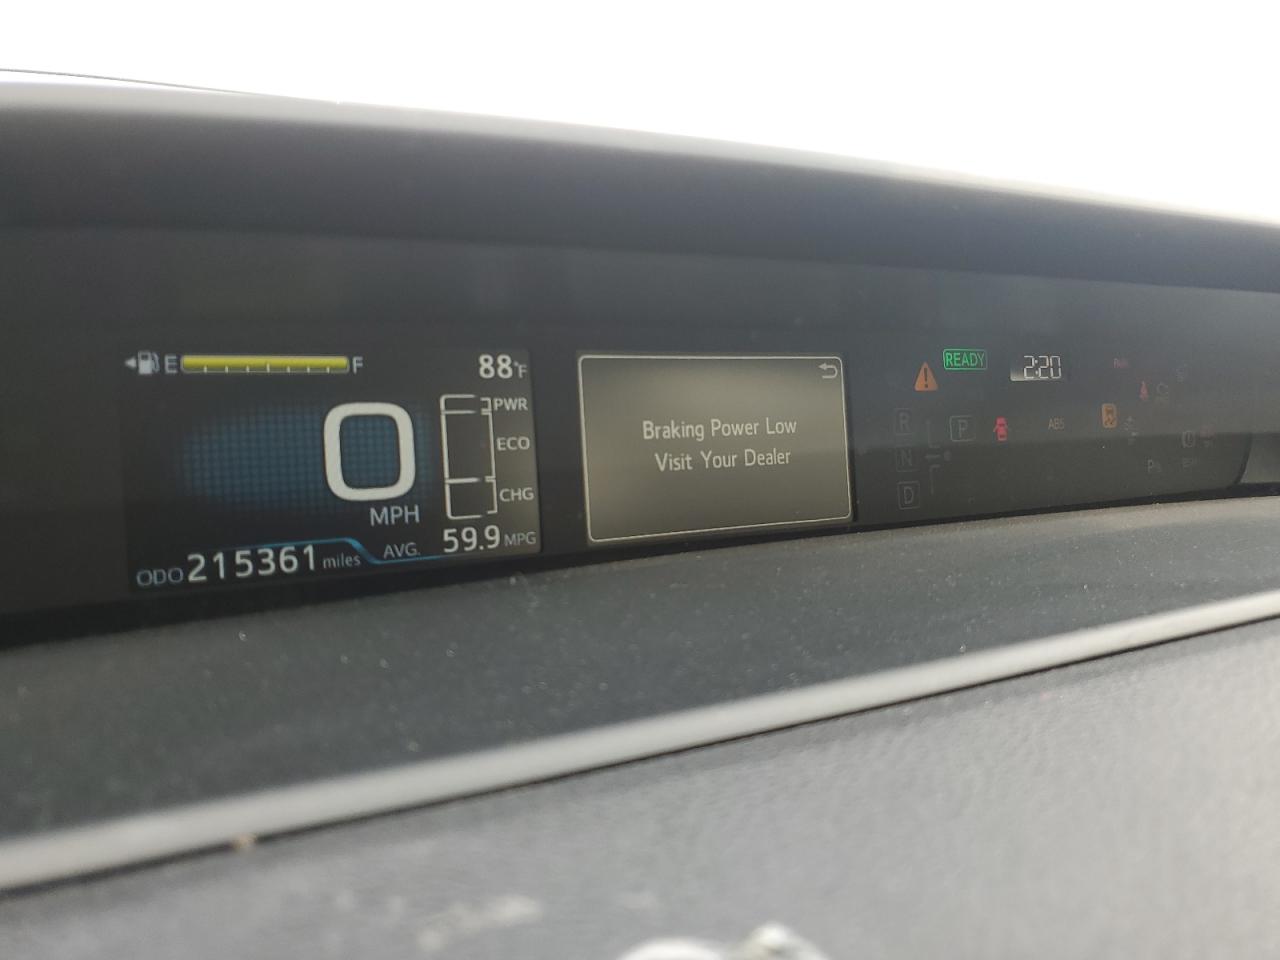 E F
88°F
PWR
ECO
CHG
0
MPH
ODO 215361 miles
AVG. 59.9 MPG
Braking Power Low
Visit Your Dealer
READY
2:20
R
N
D
P
ABS